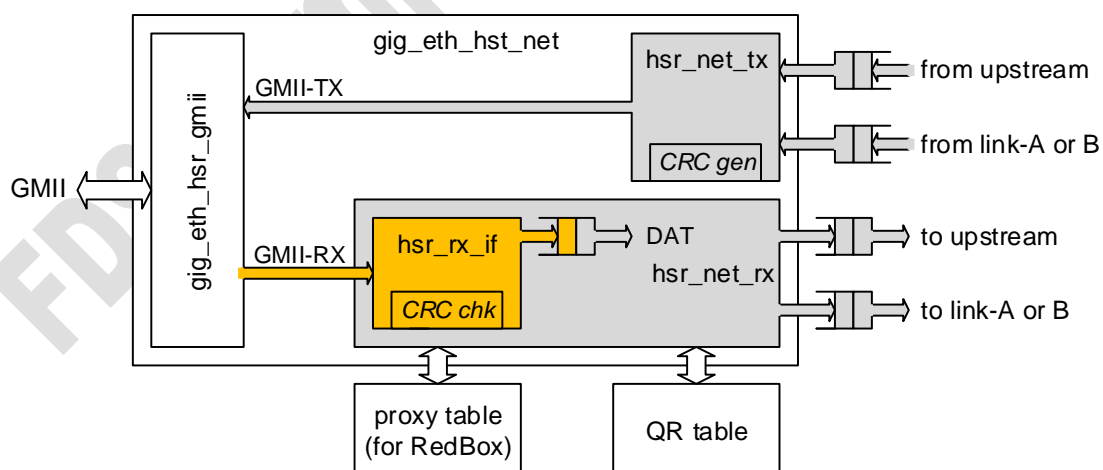 gig_eth_hst_net
hsr_net_tx
from upstream
GMII-TX
CRC gen
from link-A or B
gig_eth_hsr_gmii
GMII
GMII-RX
hsr_rx_if
DAT
to upstream
hsr_net_rx
CRC chk
to link-A or B
proxy table
(for RedBox)
QR table